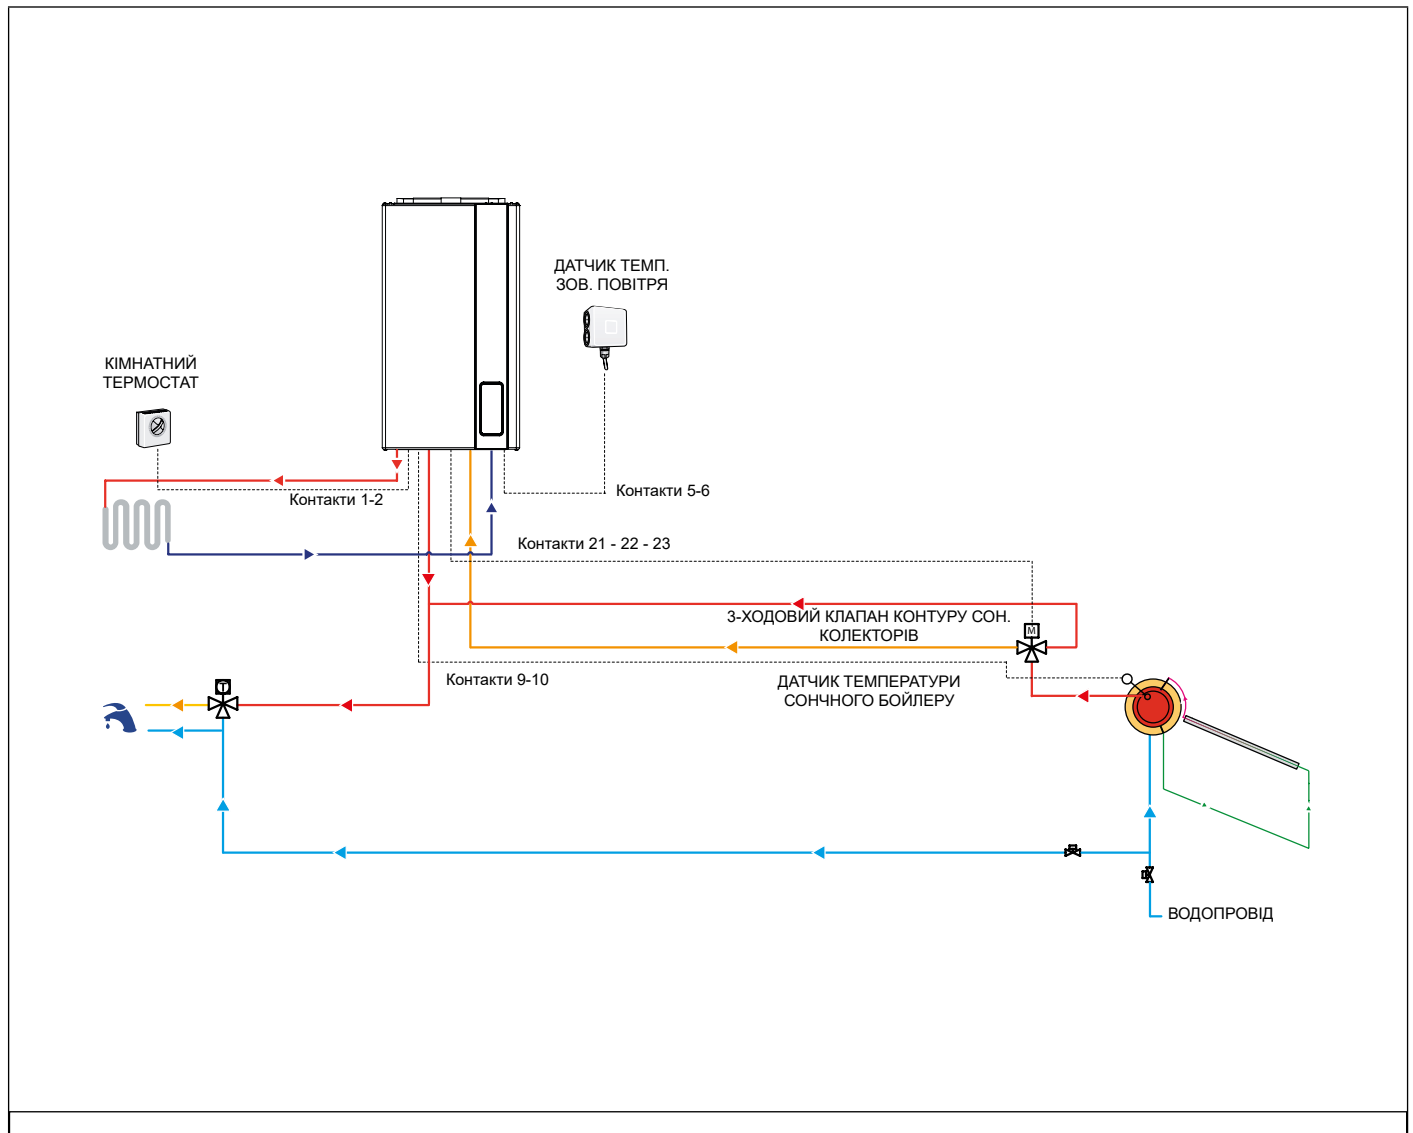 ДАТЧИК ТЕМП.
ЗОВ. ПОВІТРЯ
КІМНАТНИЙ
ТЕРМОСТАТ
Контакти 1-2
Контакти 5-6
Контакти 21 - 22 - 23
3-ХОДОВИЙ КЛАПАН КОНТУРУ СОН.
КОЛЕКТОРІВ
M
Контакти 9-10
ДАТЧИК ТЕМПЕРАТУРИ
СОНЧНОГО БОЙЛЕРУ
T
ВОДОПРОВІД